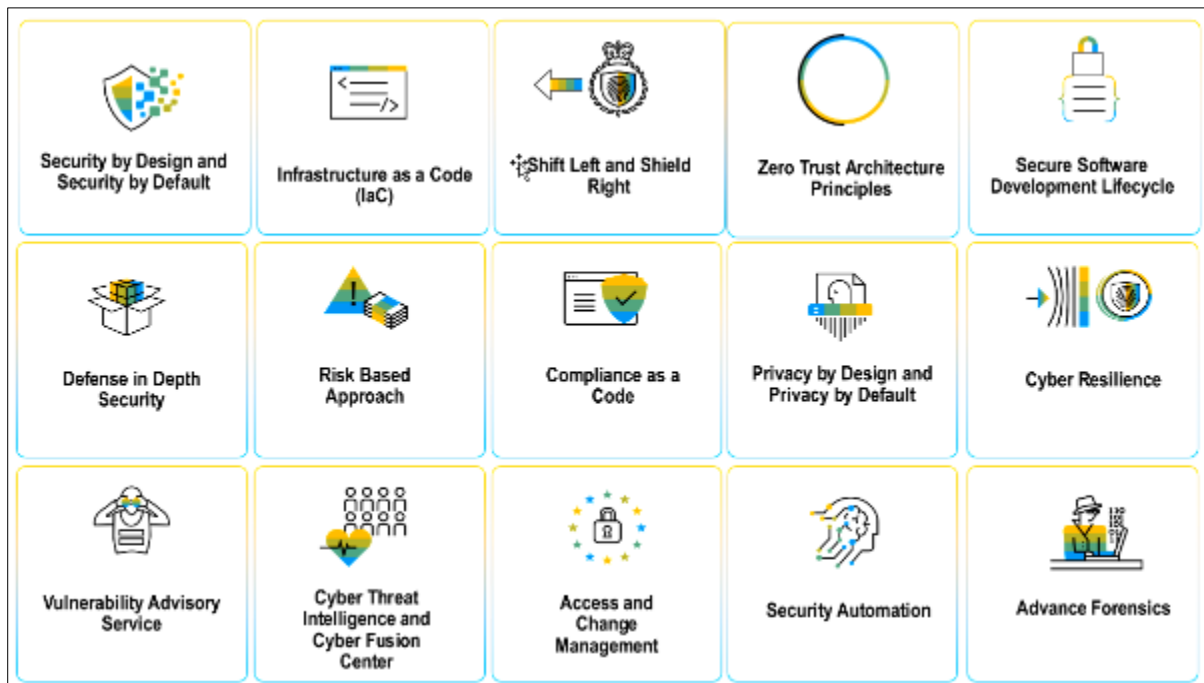 Security by Design and
Security by Default
Infrastructure as a Code
(IaC)
Shift Left and Shield
Right
Zero Trust Architecture
Principles
Secure Software
Development Lifecycle
Defense in Depth
Security
Risk Based
Approach
Compliance as a
Code
Privacy by Design and
Privacy by Default
Cyber Resilience
Vulnerability Advisory
Service
Cyber Threat
Intelligence and
Cyber Fusion
Center
Access and
Change
Management
Security Automation
Advance Forensics